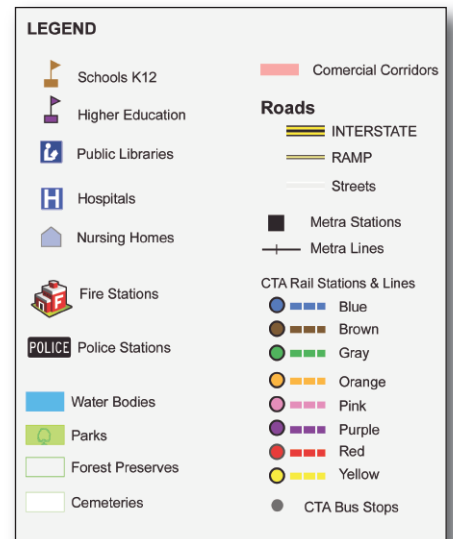 LEGEND
Schools K12
Higher Education
Public Libraries
H Hospitals
Nursing Homes
F Fire Stations
POLICE Police Stations
Water Bodies
Parks
Forest Preserves
Cemeteries
Comercial Corridors
Roads
INTERSTATE
RAMP
Streets
Metra Stations
Metra Lines
CTA Rail Stations & Lines
Blue
Brown
Gray
Orange
Pink
Purple
Red
Yellow
CTA Bus Stops